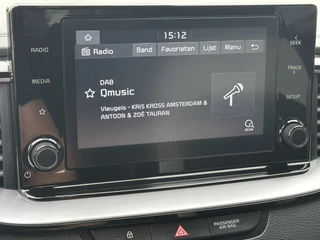 15:12
RADIO
Radio
Band
Favorieten
Lijst
Menu
SEEK
MEDIA
DAB
TRACK
Qmusic
SETUP
Vleugels - KRIS KROSS AMSTERDAM &
ANTOON & ZOË TAURAN
SCAN
PASSENGER
AIR BAG